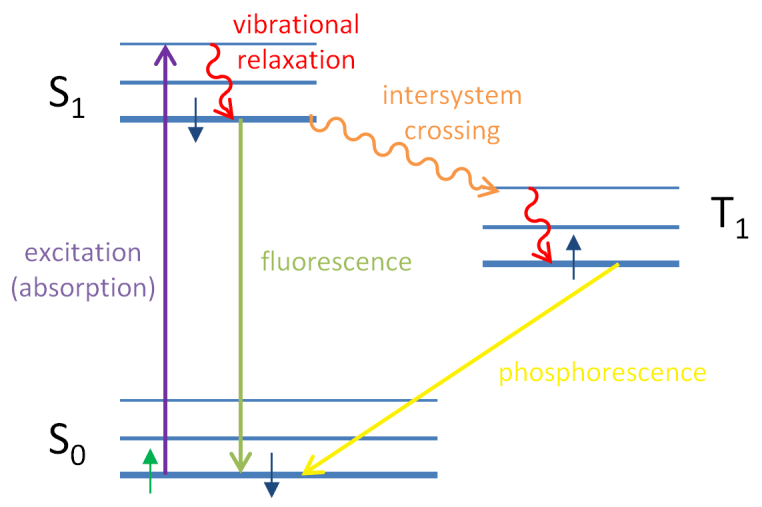 vibrational
relaxation
S1
intersystem
crossing
T1
excitation
(absorption)
fluorescence
phosphorescence
S0